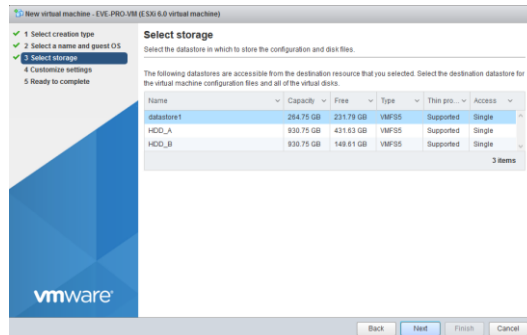 New virtual machine - EVE-PRO-VM (ESXi 6.0 virtual machine)
1 Select creation type
2 Select a name and guest OS
3 Select storage
4 Customize settings
5 Ready to complete
Select storage
Select the datastore in which to store the configuration and disk files.
The following datastores are accessible from the destination resource that you selected. Select the destination datastore for
the virtual machine configuration files and all of the virtual disks.
Name Capacity Free Type Thin pro... Access
datastore1 264.75 GB 231.79 GB VMFS5 Supported Single
HDD_A 930.75 GB 431.63 GB VMFS5 Supported Single
HDD_B 930.75 GB 149.61 GB VMFS5 Supported Single
3 items
vmware
Back Next Finish Cancel